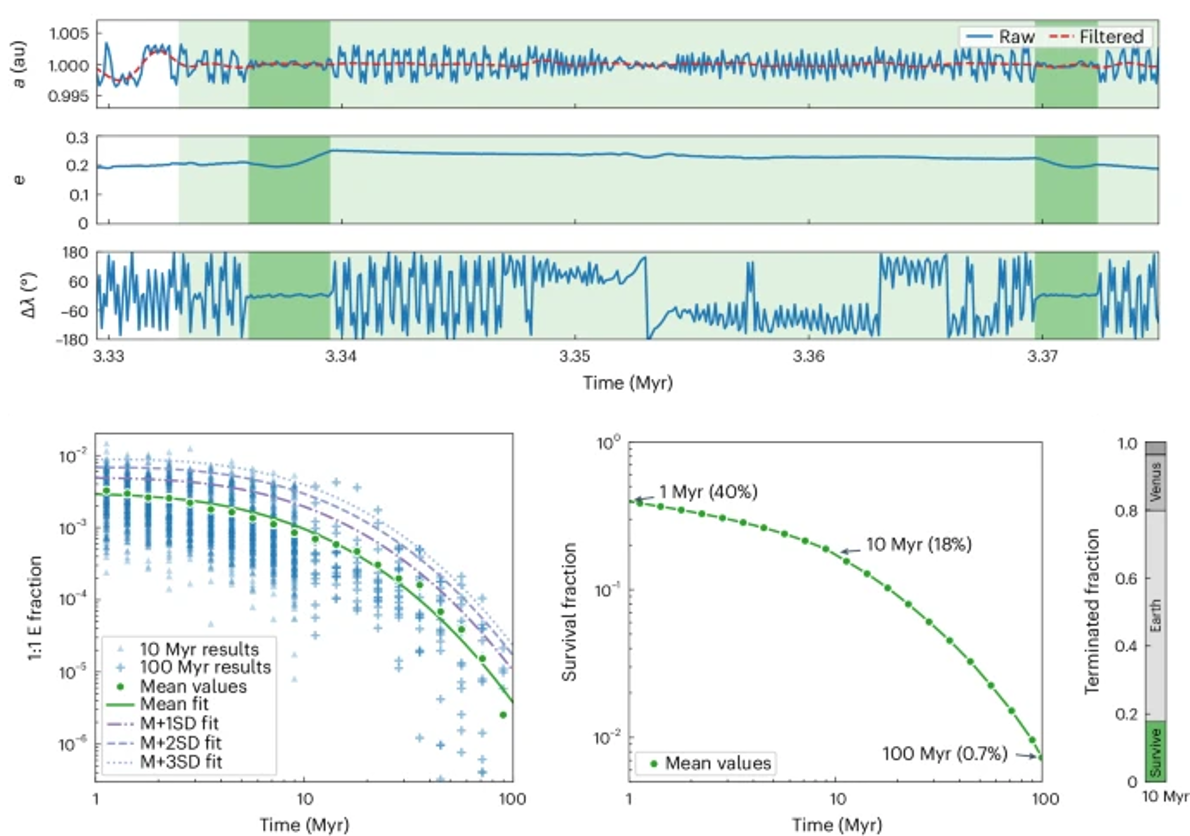 1.005
1.000
0.995
a (au)
Raw
Filtered
0.3
0.2
0.1
0
e
180
60
-60
-180
Δλ (°)
3.33
3.34
3.35
3.36
3.37
Time (Myr)
10⁻²
10⁻³
10⁻⁴
10⁻⁵
10⁻⁶
1:1 E fraction
10 Myr results
100 Myr results
Mean values
Mean fit
M+1SD fit
M+2SD fit
M+3SD fit
1
10
100
Time (Myr)
10⁰
10⁻¹
10⁻²
Survival fraction
1 Myr (40%)
10 Myr (18%)
100 Myr (0.7%)
Mean values
1
10
100
Time (Myr)
1.0
0.8
0.6
0.4
0.2
0
Terminated fraction
Venus
Earth
Survive
10 Myr